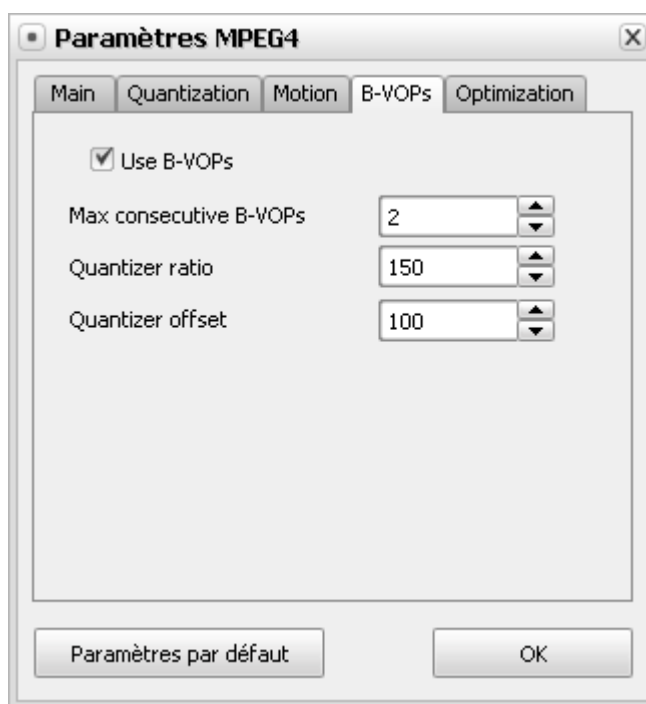 Paramètres MPEG4
Main Quantization Motion B-VOPs Optimization
Use B-VOPs
Max consecutive B-VOPs 2
Quantizer ratio 150
Quantizer offset 100
Paramètres par défaut OK